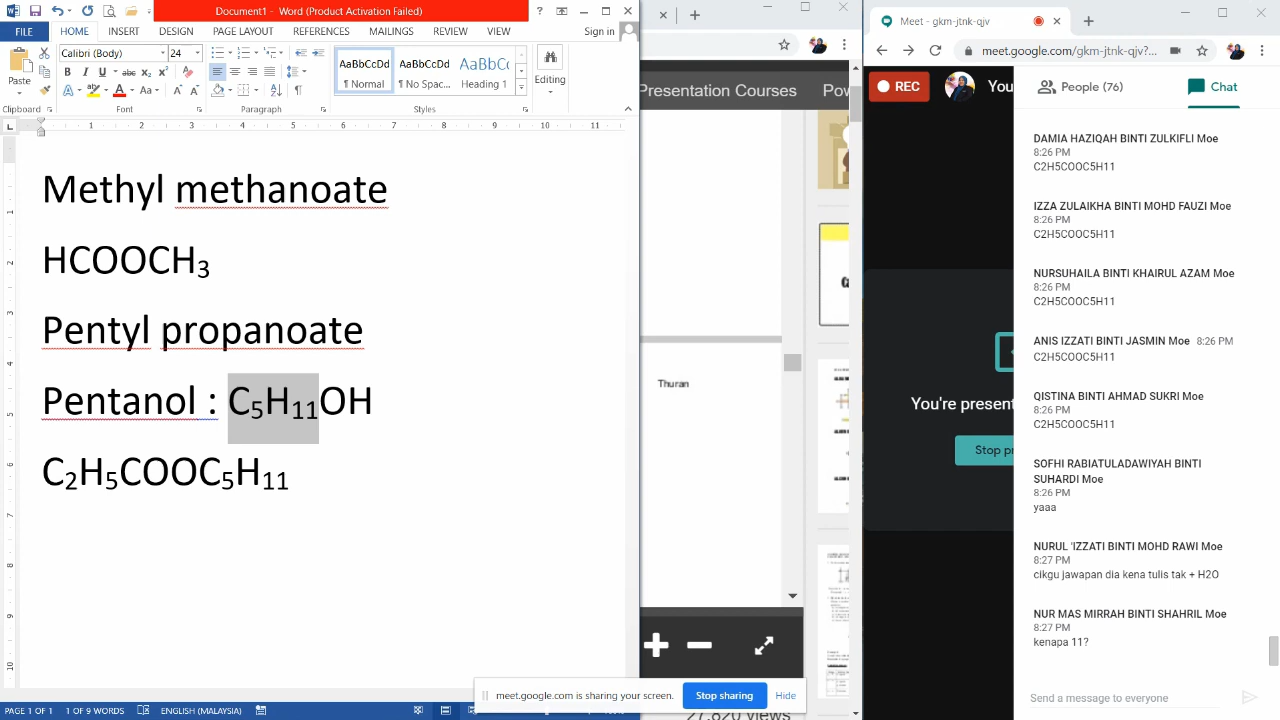 Document1 - Word (Product Activation Failed)
FILE
HOME
INSERT
DESIGN
PAGE LAYOUT
REFERENCES
MAILINGS
REVIEW
VIEW
Sign in
Paste
Calibri (Body)
24
AaBbCcDd
AaBbCcDd
AaBbCc
¶ Normal
¶ No Spac...
Heading 1
Editing
Clipboard
Font
Paragraph
Styles
Methyl methanoate
HCOOCH₃
Pentyl propanoate
Pentanol : C₅H₁₁OH
C₂H₅COOC₅H₁₁
PAGE 1 OF 1
1 OF 9 WORDS
ENGLISH (MALAYSIA)
Presentation Courses
Thuran
27,820 views
meet.google.com is sharing your screen.
Stop sharing
Hide
Meet - gkm-jtnk-qjv
meet.google.com/gkm-jtnk-qjv?...
REC
You
People (76)
Chat
You're present
Stop pr
DAMIA HAZIQAH BINTI ZULKIFLI Moe
8:26 PM
C2H5COOC5H11
IZZA ZULAIKHA BINTI MOHD FAUZI Moe
8:26 PM
C2H5COOC5H11
NURSUHAILA BINTI KHAIRUL AZAM Moe
8:26 PM
C2H5COOC5H11
ANIS IZZATI BINTI JASMIN Moe 8:26 PM
C2H5COOC5H11
QISTINA BINTI AHMAD SUKRI Moe
8:26 PM
C2H5COOC5H11
SOFHI RABIATULADAWIYAH BINTI
SUHARDI Moe
8:26 PM
yaaa
NURUL 'IZZATI BINTI MOHD RAWI Moe
8:27 PM
cikgu jawapan dia kena tulis tak + H2O
NUR MAS MIRRAH BINTI SHAHRIL Moe
8:27 PM
kenapa 11?
Send a message to everyone